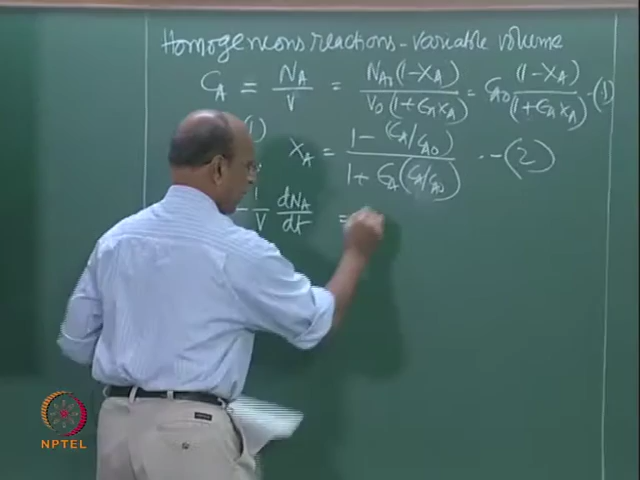 Homogeneous reactions - variable volume
C_A = N_A/V = N_A0(1-X_A)/V_0(1+ε_A X_A) = C_A0 (1-X_A)/(1+ε_A X_A) -(1)
(1)
X_A = 1-(C_A/C_A0)/1+ε_A(C_A/C_A0) --(2)
-1/V dN_A/dt =
NPTEL